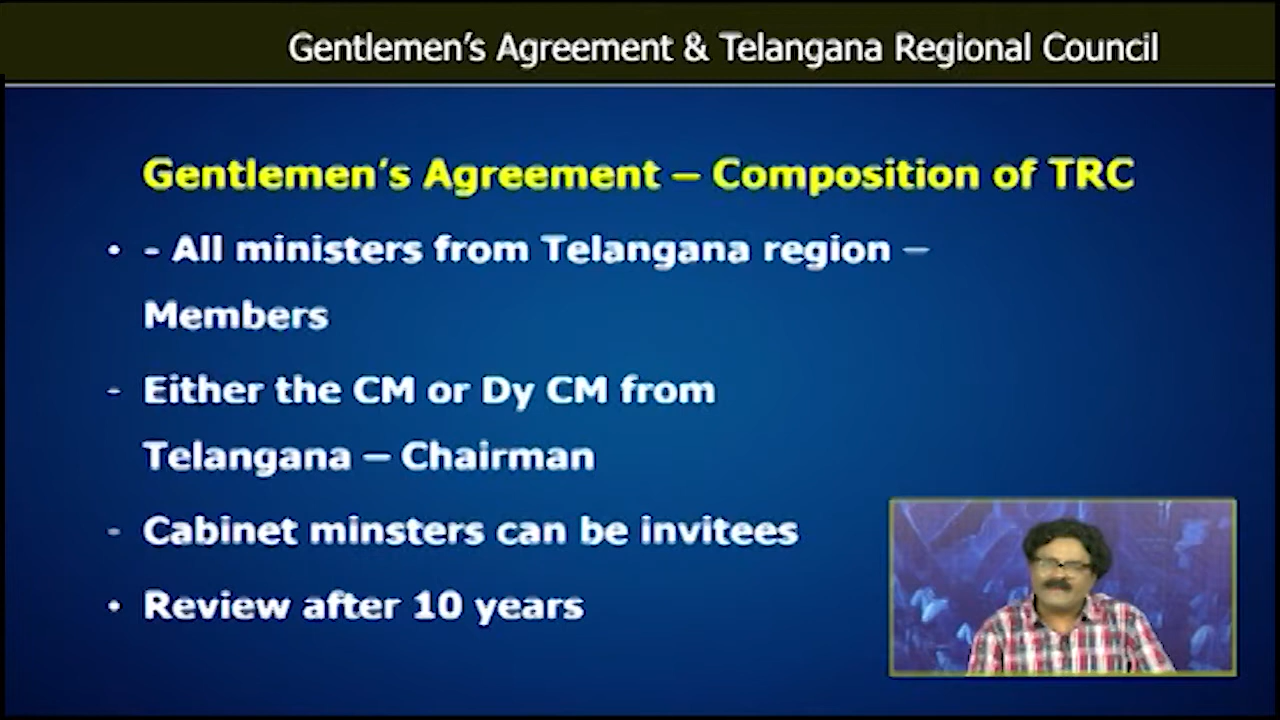 Gentlemen’s Agreement & Telangana Regional Council
Gentlemen’s Agreement – Composition of TRC
• - All ministers from Telangana region –
Members
- Either the CM or Dy CM from
Telangana – Chairman
- Cabinet minsters can be invitees
• Review after 10 years